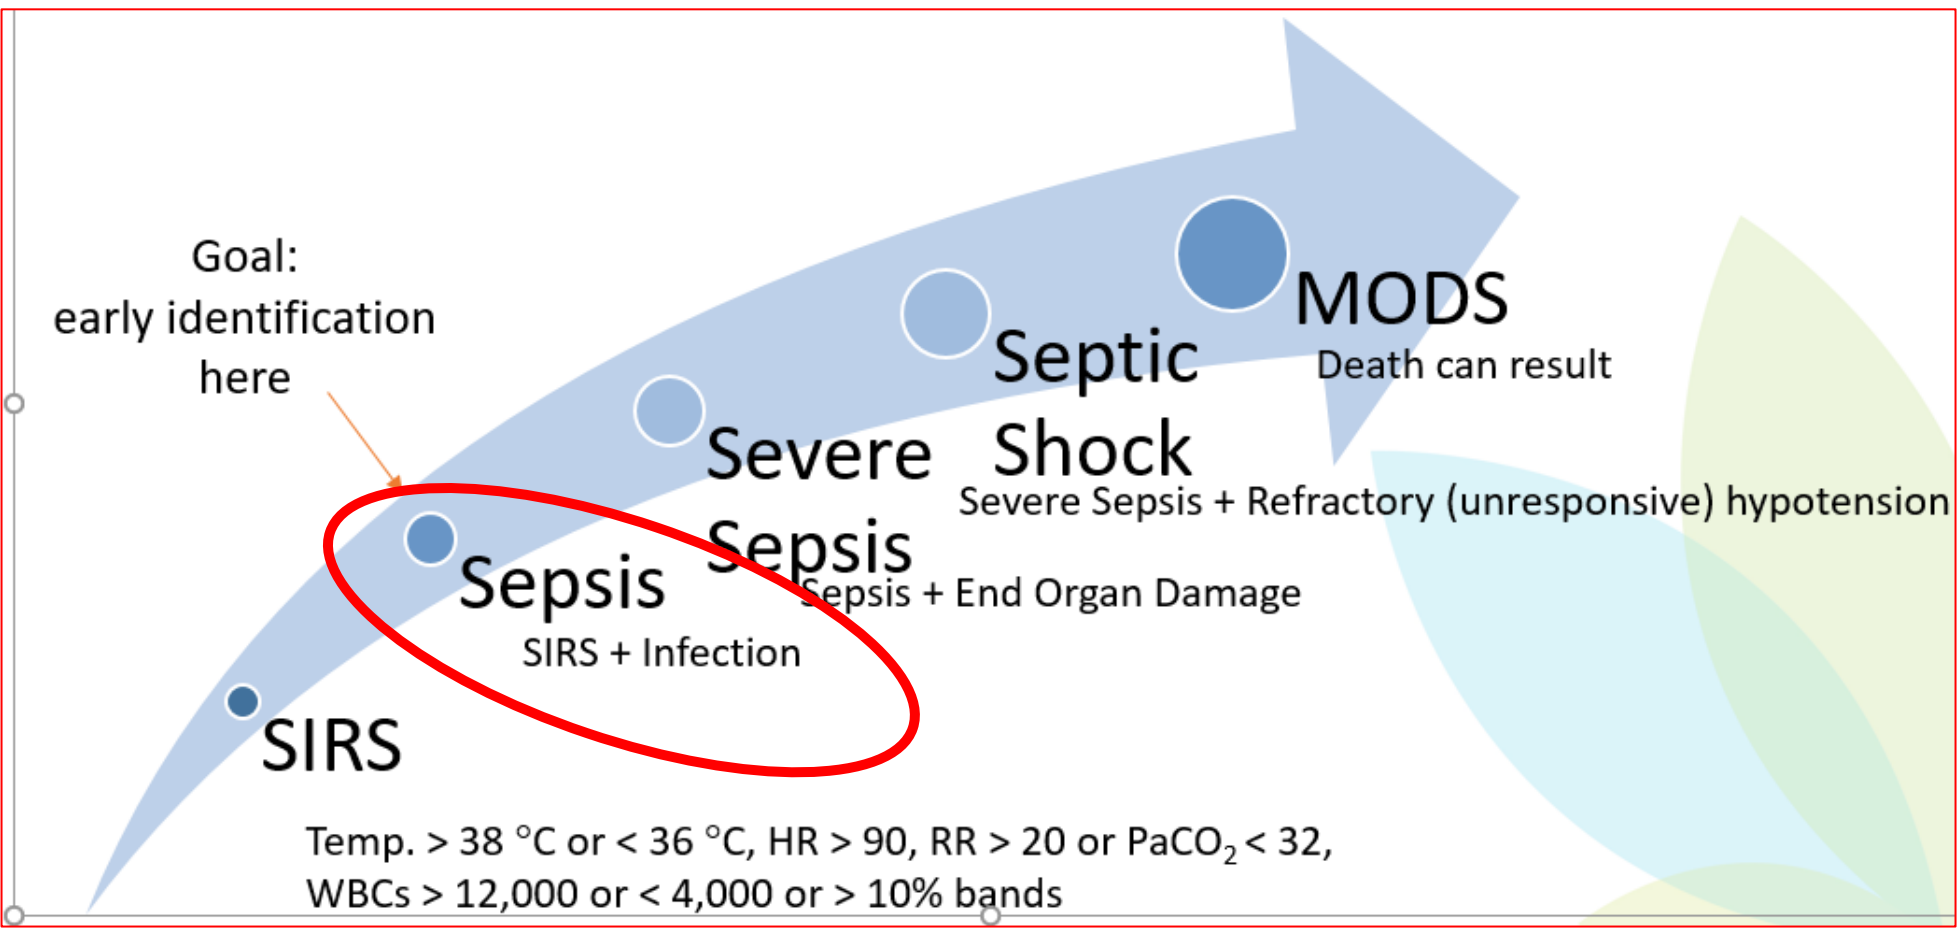 Goal:
early identification
here
SIRS
Temp. > 38 °C or < 36 °C, HR > 90, RR > 20 or PaCO₂ < 32,
WBCs > 12,000 or < 4,000 or > 10% bands
Sepsis
SIRS + Infection
Severe
Sepsis
Sepsis + End Organ Damage
Septic
Shock
Severe Sepsis + Refractory (unresponsive) hypotension
MODS
Death can result